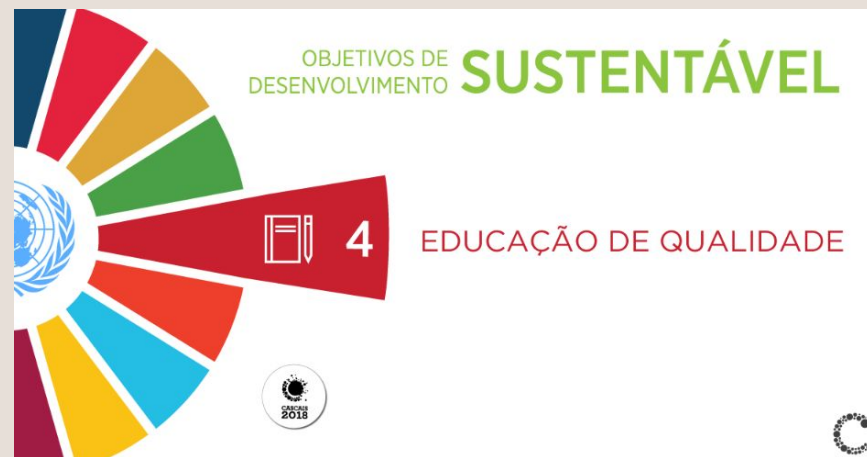 OBJETIVOS DE
DESENVOLVIMENTO SUSTENTÁVEL
4 EDUCAÇÃO DE QUALIDADE
CASCAIS
2018